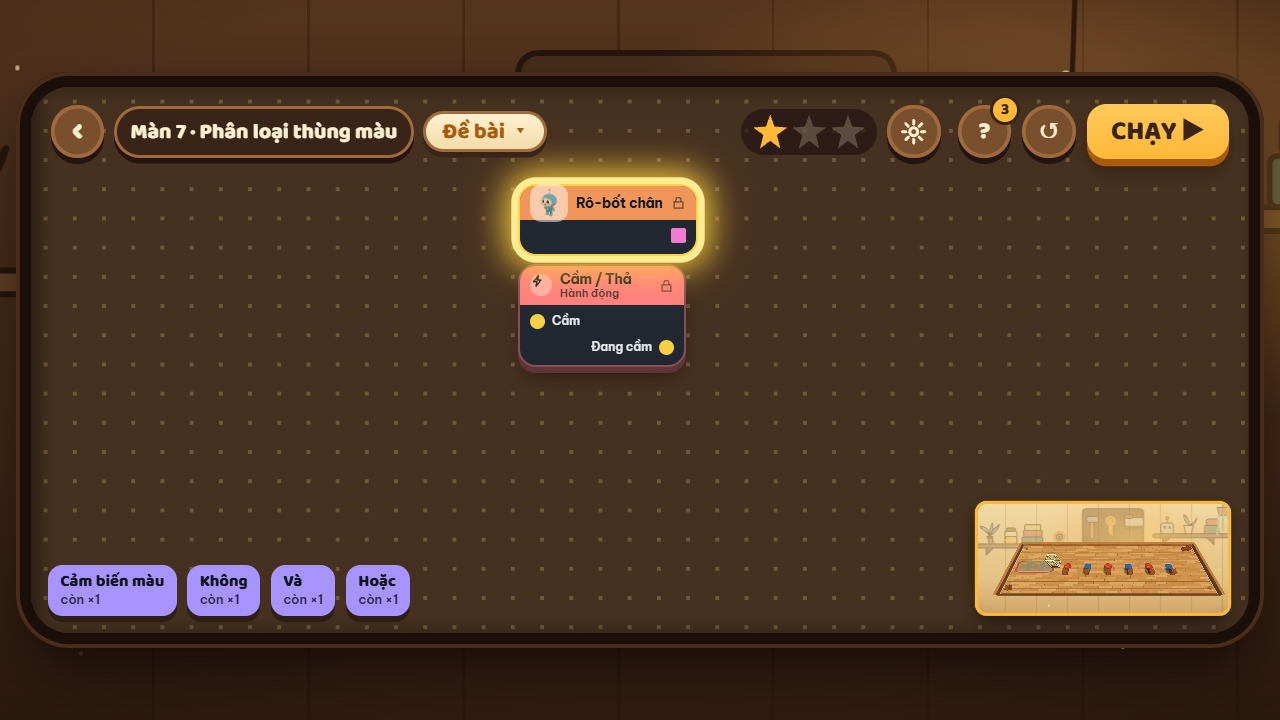 Màn 7 · Phân loại thùng màu
Đề bài
?
3
CHẠY
Rô-bốt chân
Cầm / Thả
Hành động
Cầm
Đang cầm
Cảm biến màu
còn ×1
Không
còn ×1
Và
còn ×1
Hoặc
còn ×1